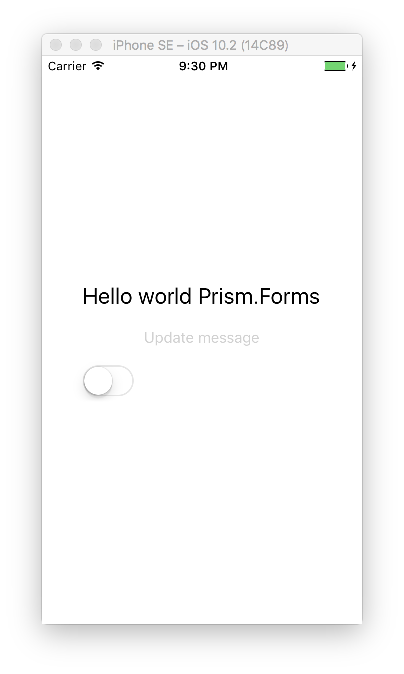 iPhone SE – iOS 10.2 (14C89)
Carrier 9:30 PM
Hello world Prism.Forms
Update message